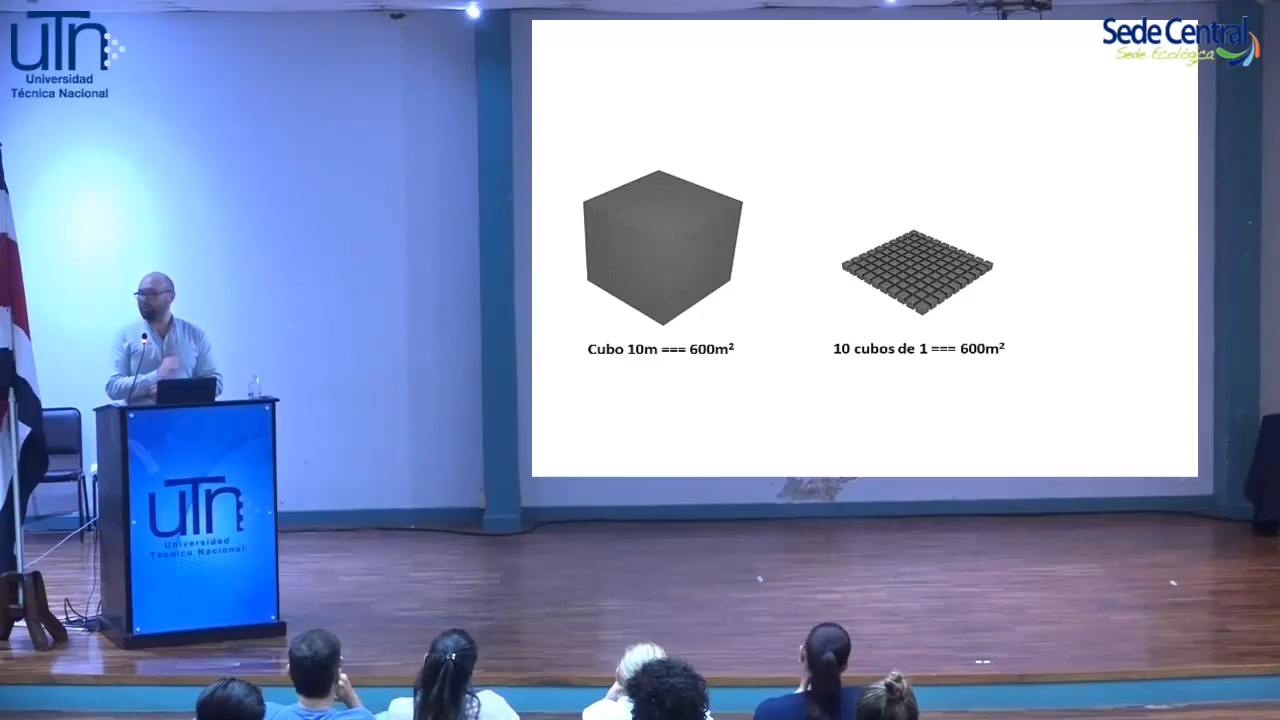 uTn
Universidad
Técnica Nacional
Sede Central
Sede Ecológica
Cubo 10m === 600m²
10 cubos de 1 === 600m²
uTn
Universidad
Técnica Nacional